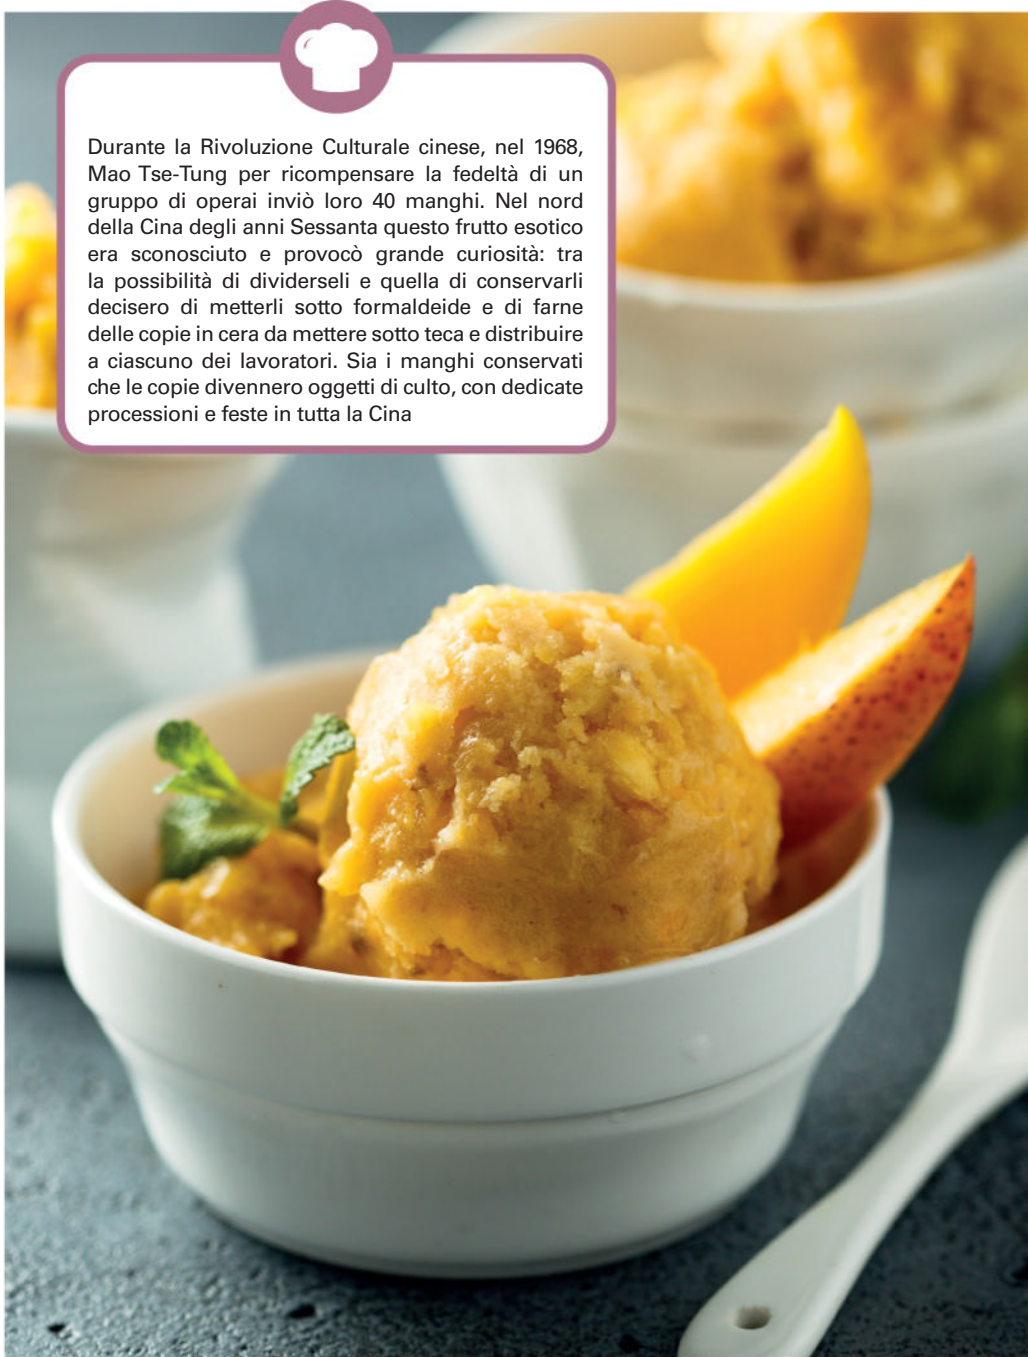 Durante la Rivoluzione Culturale cinese, nel 1968,
Mao Tse-Tung per ricompensare la fedeltà di un
gruppo di operai inviò loro 40 manghi. Nel nord
della Cina degli anni Sessanta questo frutto esotico
era sconosciuto e provocò grande curiosità: tra
la possibilità di dividerseli e quella di conservarli
decisero di metterli sotto formaldeide e di farne
delle copie in cera da mettere sotto teca e distribuire
a ciascuno dei lavoratori. Sia i manghi conservati
che le copie divennero oggetti di culto, con dedicate
processioni e feste in tutta la Cina